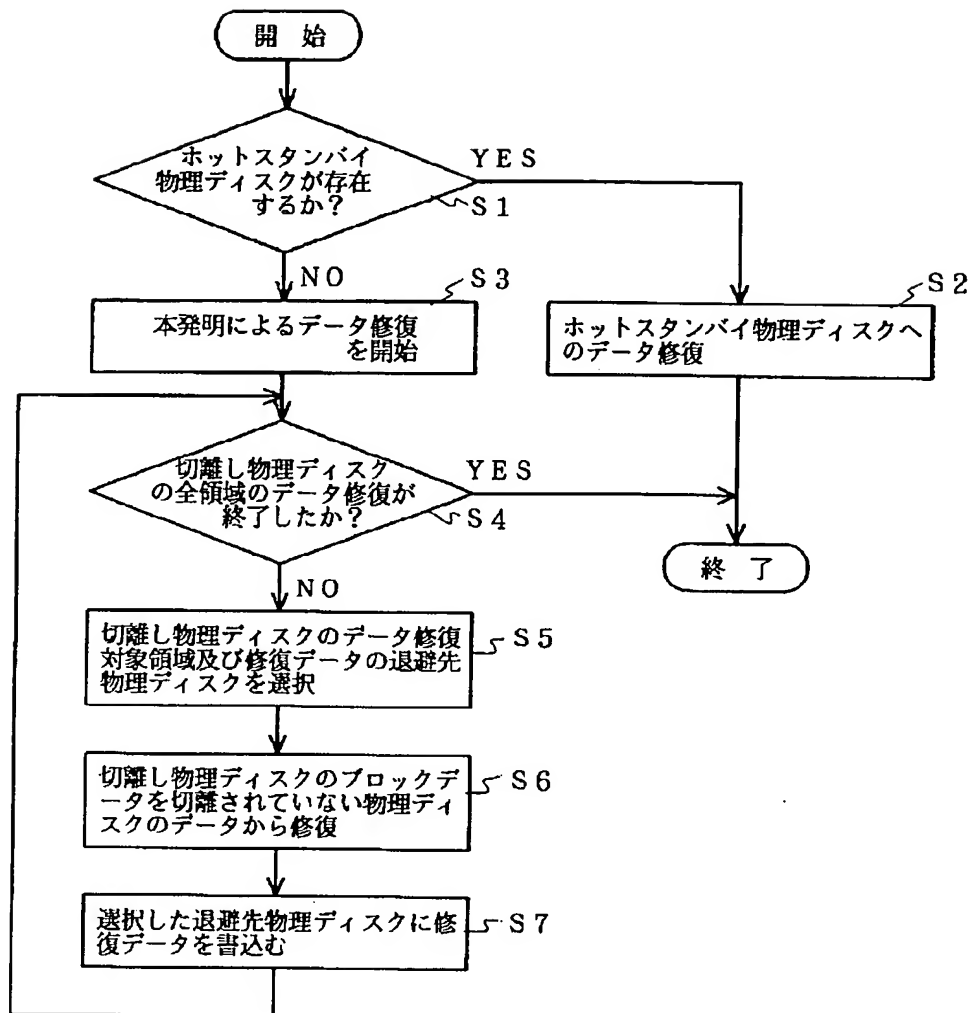 開 始
ホットスタンバイ
物理ディスクが存在
するか?
YES
S1
NO
S3
本発明によるデータ修復
を開始
S2
ホットスタンバイ物理ディスクへ
のデータ修復
切離し物理ディスク
の全領域のデータ修復が
終了したか?
YES
S4
終 了
NO
切離し物理ディスクのデータ修復
対象領域及び修復データの退避先
物理ディスクを選択
S5
切離し物理ディスクのブロックデ
ータを切離されていない物理ディ
スクのデータから修復
S6
選択した退避先物理ディスクに修
復データを書込む
S7